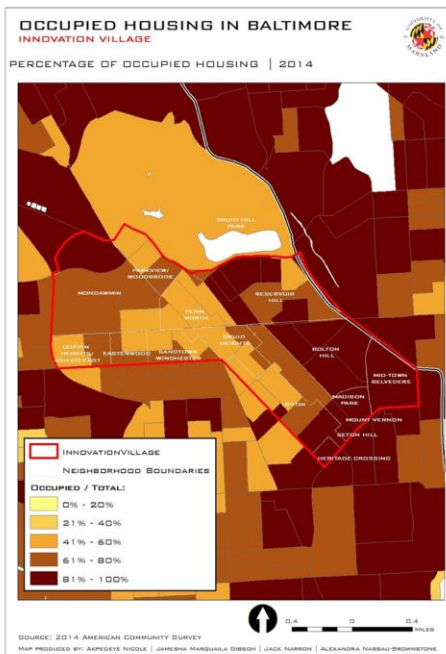 OCCUPIED HOUSING IN BALTIMORE
INNOVATION VILLAGE
UNIVERSITY OF
MARYLAND
PERCENTAGE OF OCCUPIED HOUSING | 2014
DRUID HILL
PARK
PARKVIEW/
WOODBROOK
MONDAWMIN
RESERVOIR
HILL
PENN
NORTH
DRUID
HEIGHTS
BOLTON
HILL
COPPIN
HEIGHTS/
EASTERWOOD
SANDTOWN
WINCHESTER
MID-TOWN
BELVEDERE
MADISON
PARK
UPTON
MOUNT VERNON
SETON HILL
HERITAGE CROSSING
INNOVATIONVILLAGE
NEIGHBORHOOD BOUNDARIES
OCCUPIED / TOTAL:
0% - 20%
21% - 40%
41% - 60%
61% - 80%
81% - 100%
0.4 0 0.4
MILES
SOURCE: 2014 AMERICAN COMMUNITY SURVEY
MAP PRODUCED BY: AKPEDEYE NICOLE | JAMESHA MARQUAILA GIBSON | JACK NARRON | ALEXANDRA NASSAU-BROWNSTONE